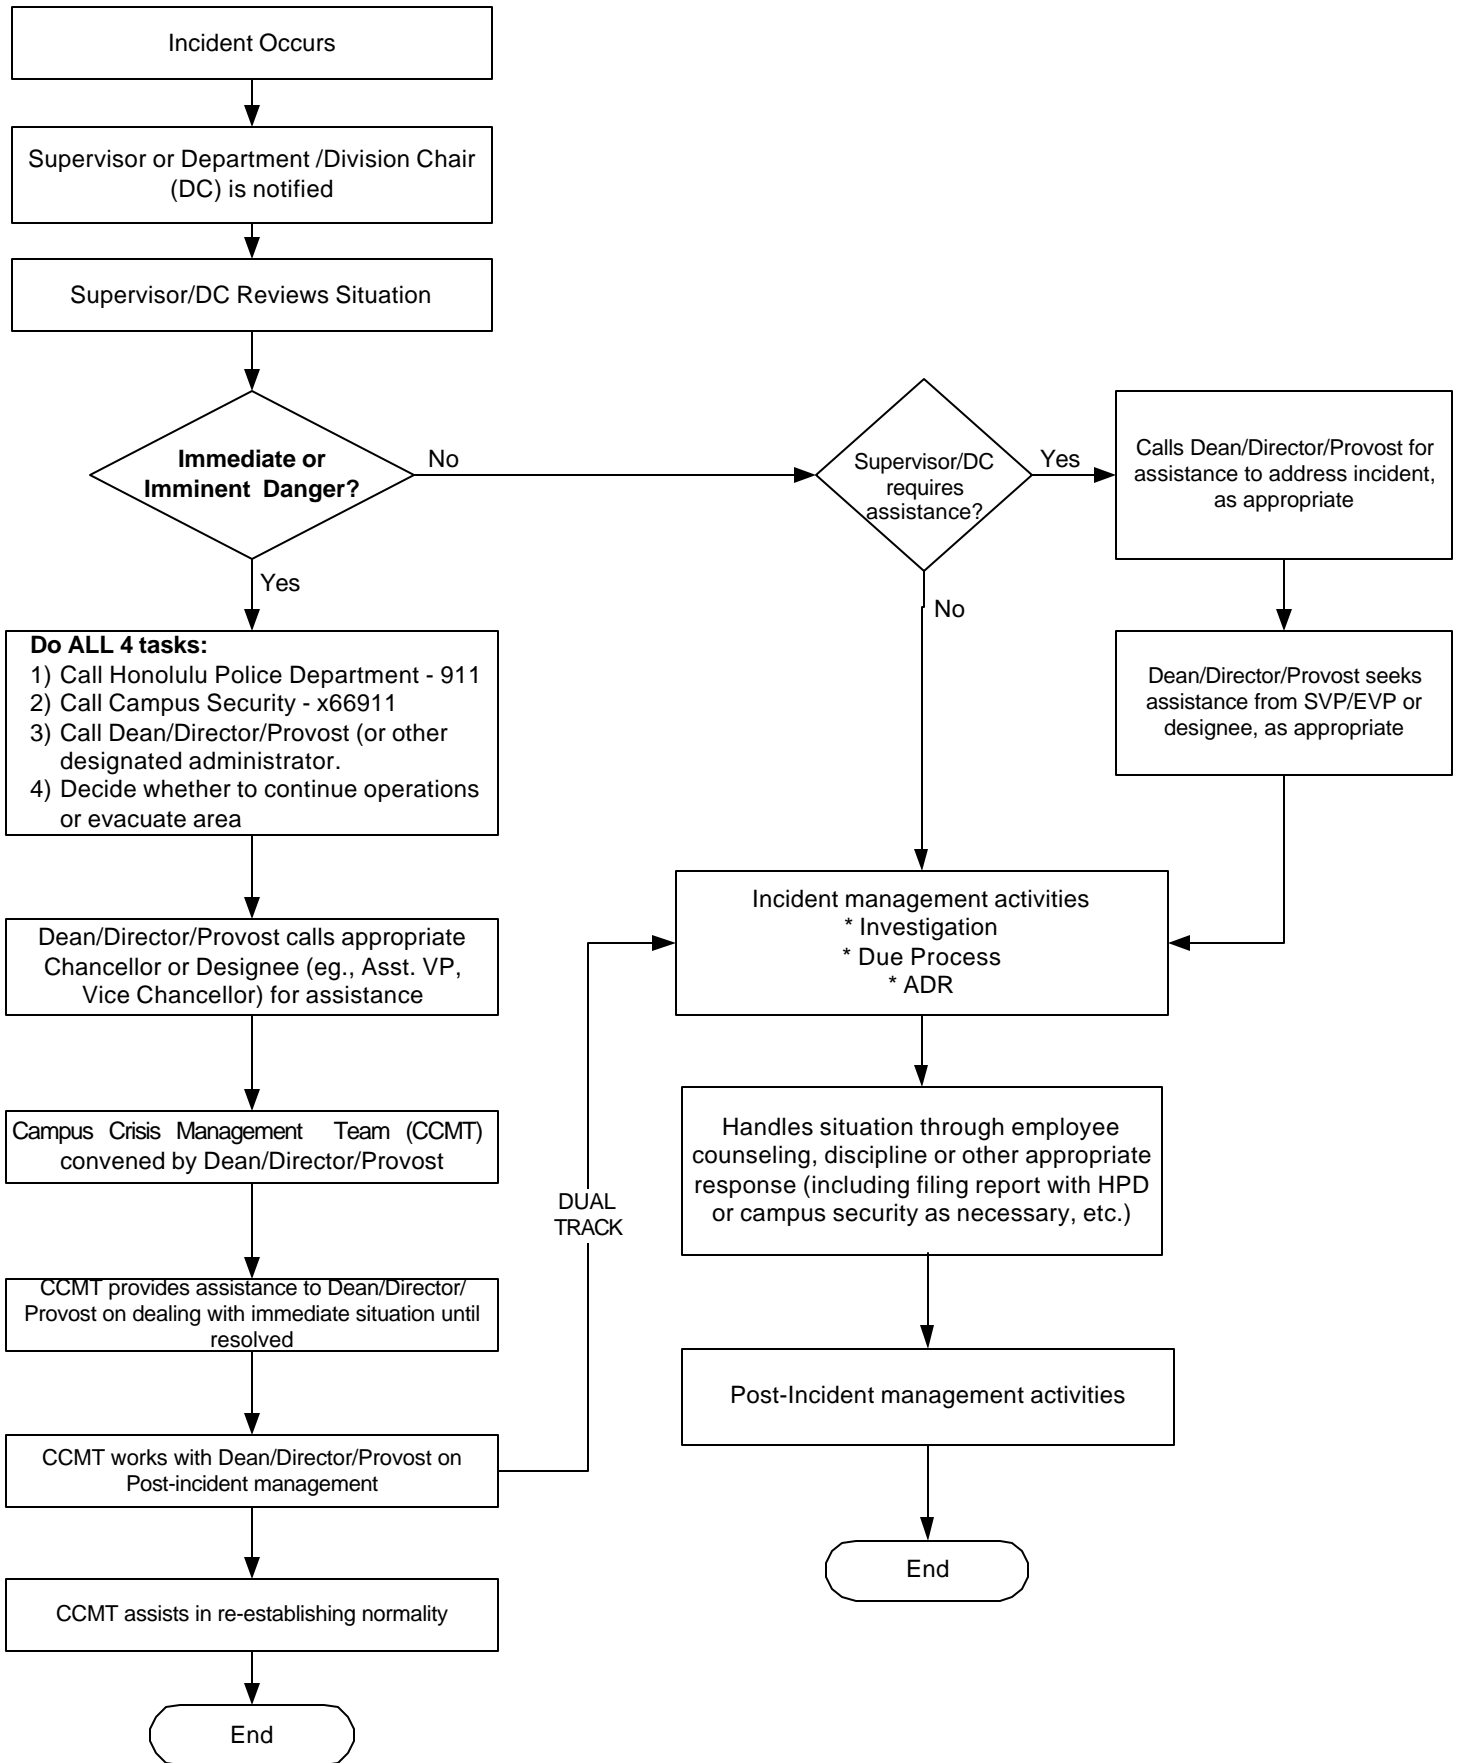 Incident Occurs
Supervisor or Department /Division Chair
(DC) is notified
Supervisor/DC Reviews Situation
Immediate or
Imminent Danger?
No
Yes
Supervisor/DC
requires
assistance?
Yes
No
Calls Dean/Director/Provost for
assistance to address incident,
as appropriate
Dean/Director/Provost seeks
assistance from SVP/EVP or
designee, as appropriate
Do ALL 4 tasks:
1) Call Honolulu Police Department - 911
2) Call Campus Security - x66911
3) Call Dean/Director/Provost (or other
designated administrator.
4) Decide whether to continue operations
or evacuate area
Dean/Director/Provost calls appropriate
Chancellor or Designee (eg., Asst. VP,
Vice Chancellor) for assistance
Campus Crisis Management Team (CCMT)
convened by Dean/Director/Provost
CCMT provides assistance to Dean/Director/
Provost on dealing with immediate situation until
resolved
CCMT works with Dean/Director/Provost on
Post-incident management
DUAL
TRACK
CCMT assists in re-establishing normality
End
Incident management activities
* Investigation
* Due Process
* ADR
Handles situation through employee
counseling, discipline or other appropriate
response (including filing report with HPD
or campus security as necessary, etc.)
Post-Incident management activities
End